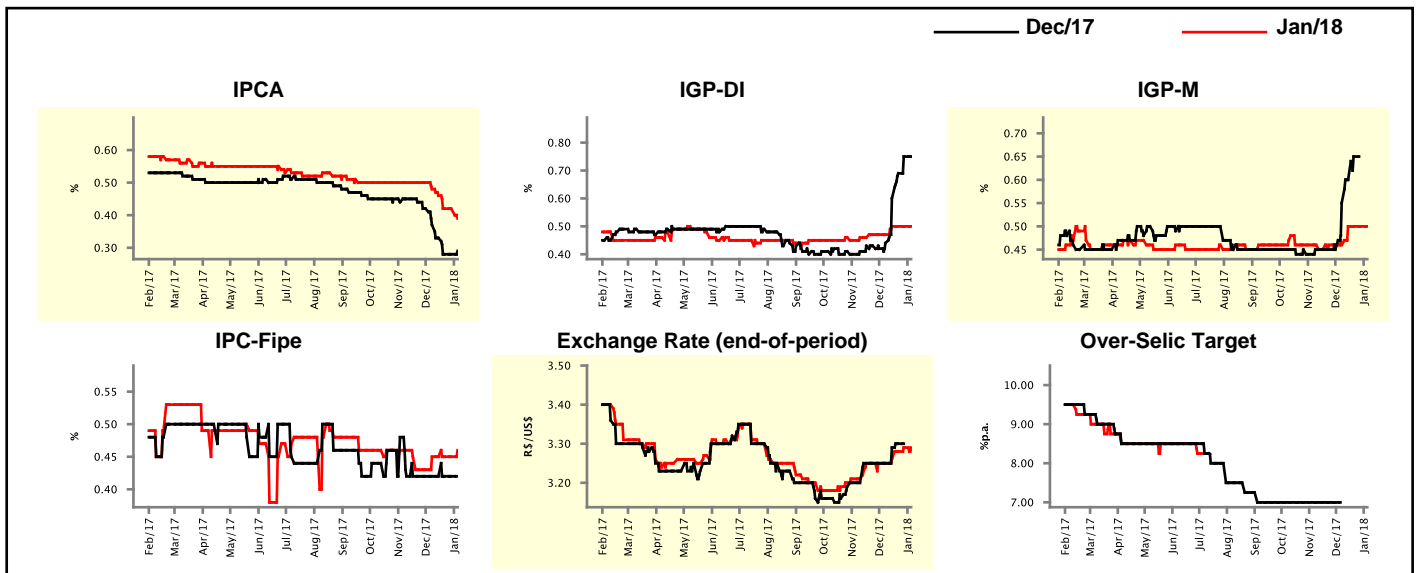 Dec/17 Jan/18
IPCA
0.60
0.50
0.40
0.30
%
Feb/17 Mar/17 Apr/17 May/17 Jun/17 Jul/17 Aug/17 Sep/17 Oct/17 Nov/17 Dec/17 Jan/18
IGP-DI
0.80
0.70
0.60
0.50
0.40
%
Feb/17 Mar/17 Apr/17 May/17 Jun/17 Jul/17 Aug/17 Sep/17 Oct/17 Nov/17 Dec/17 Jan/18
IGP-M
0.70
0.65
0.60
0.55
0.50
0.45
%
Feb/17 Mar/17 Apr/17 May/17 Jun/17 Jul/17 Aug/17 Sep/17 Oct/17 Nov/17 Dec/17 Jan/18
IPC-Fipe
0.55
0.50
0.45
0.40
%
Feb/17 Mar/17 Apr/17 May/17 Jun/17 Jul/17 Aug/17 Sep/17 Oct/17 Nov/17 Dec/17 Jan/18
Exchange Rate (end-of-period)
3.50
3.40
3.30
3.20
R$/US$
Feb/17 Mar/17 Apr/17 May/17 Jun/17 Jul/17 Aug/17 Sep/17 Oct/17 Nov/17 Dec/17 Jan/18
Over-Selic Target
10.00
9.00
8.00
7.00
%p.a.
Feb/17 Mar/17 Apr/17 May/17 Jun/17 Jul/17 Aug/17 Sep/17 Oct/17 Nov/17 Dec/17 Jan/18